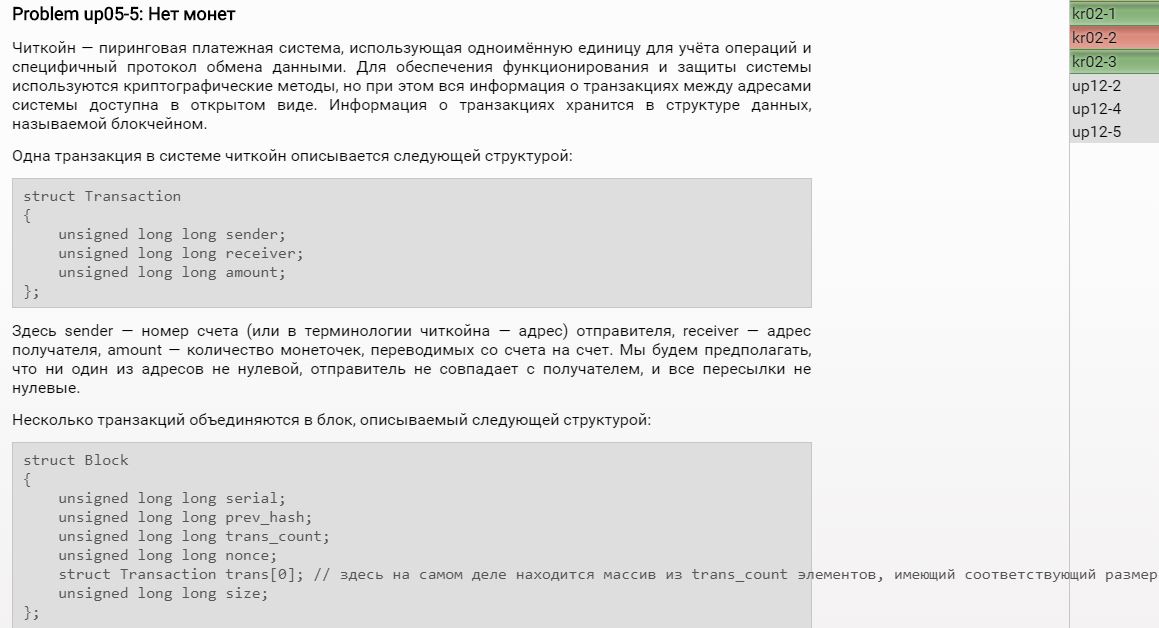 Problem up05-5: Нет монет
Читкойн — пиринговая платежная система, использующая одноимённую единицу для учёта операций и
специфичный протокол обмена данными. Для обеспечения функционирования и защиты системы
используются криптографические методы, но при этом вся информация о транзакциях между адресами
системы доступна в открытом виде. Информация о транзакциях хранится в структуре данных,
называемой блокчейном.
Одна транзакция в системе читкойн описывается следующей структурой:
struct Transaction
{
    unsigned long long sender;
    unsigned long long receiver;
    unsigned long long amount;
};
Здесь sender — номер счета (или в терминологии читкойна — адрес) отправителя, receiver — адрес
получателя, amount — количество монеточек, переводимых со счета на счет. Мы будем предполагать,
что ни один из адресов не нулевой, отправитель не совпадает с получателем, и все пересылки не
нулевые.
Несколько транзакций объединяются в блок, описываемый следующей структурой:
struct Block
{
    unsigned long long serial;
    unsigned long long prev_hash;
    unsigned long long trans_count;
    unsigned long long nonce;
    struct Transaction trans[0]; // здесь на самом деле находится массив из trans_count элементов, имеющий соответствующий размер
    unsigned long long size;
};
kr02-1
kr02-2
kr02-3
up12-2
up12-4
up12-5